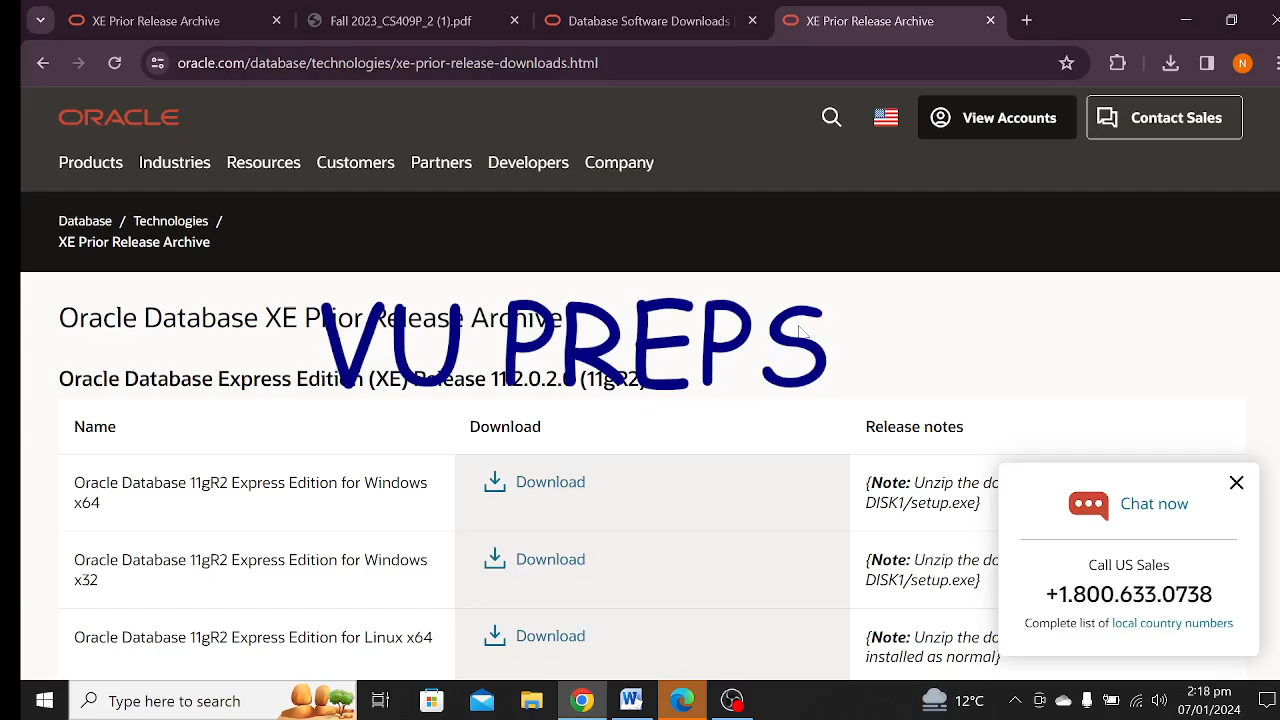 XE Prior Release Archive
Fall 2023_CS409P_2 (1).pdf
Database Software Downloads
XE Prior Release Archive
oracle.com/database/technologies/xe-prior-release-downloads.html
N
ORACLE
View Accounts
Contact Sales
Products Industries Resources Customers Partners Developers Company
Database / Technologies /
XE Prior Release Archive
Oracle Database XE Prior Release Archive
VU PREPS
Oracle Database Express Edition (XE) Release 11.2.0.2.0 (11gR2)
Name Download Release notes
Oracle Database 11gR2 Express Edition for Windows
x64
Download
{Note: Unzip the do
DISK1/setup.exe}
Oracle Database 11gR2 Express Edition for Windows
x32
Download
{Note: Unzip the do
DISK1/setup.exe}
Oracle Database 11gR2 Express Edition for Linux x64
Download
{Note: Unzip the do
installed as normal}
Chat now
Call US Sales
+1.800.633.0738
Complete list of local country numbers
Type here to search
12°C
2:18 pm
07/01/2024